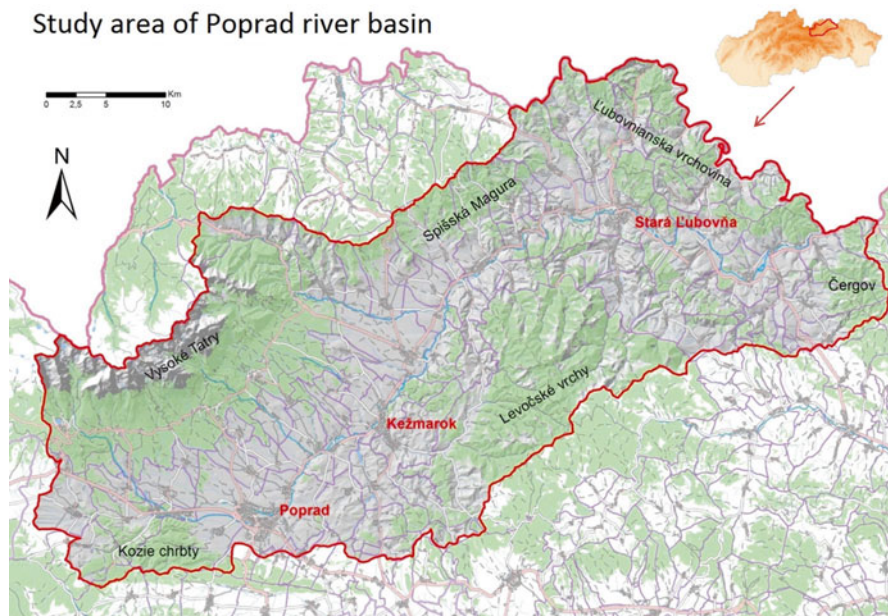 Study area of Poprad river basin
Km
0 2,5 5 10
N
Ľubovnianska vrchovina
Spišská Magura
Stará Ľubovňa
Čergov
Vysoké Tatry
Levočské vrchy
Kežmarok
Poprad
Kozie chrbty